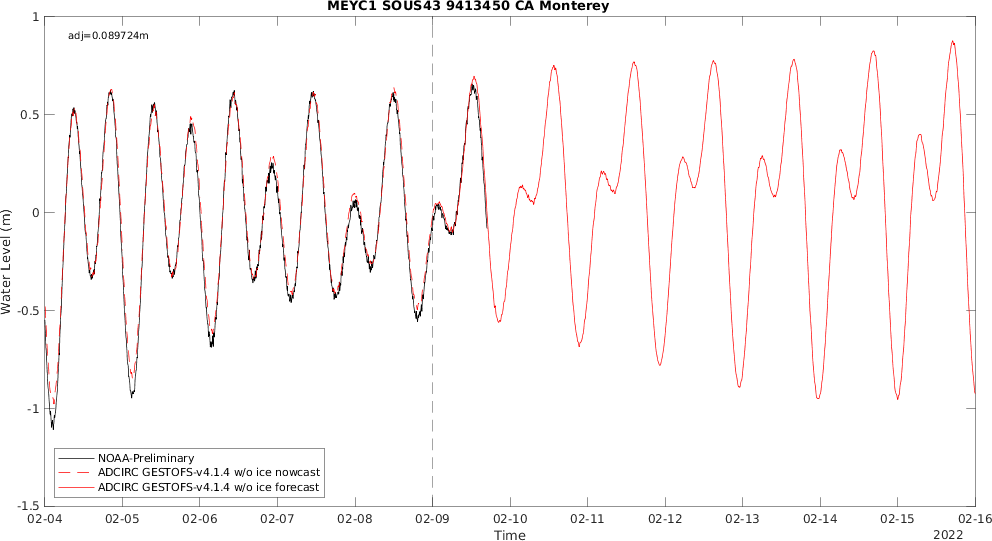 MEYC1 SOUS43 9413450 CA Monterey
adj=0.089724m
1
0.5
0
-0.5
-1
-1.5
Water Level (m)
NOAA-Preliminary
ADCIRC GESTOFS-v4.1.4 w/o ice nowcast
ADCIRC GESTOFS-v4.1.4 w/o ice forecast
02-04 02-05 02-06 02-07 02-08 02-09 02-10 02-11 02-12 02-13 02-14 02-15 02-16
Time
2022